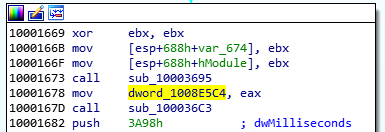 10001669 xor ebx, ebx
1000166B mov [esp+688h+var_674], ebx
1000166F mov [esp+688h+hModule], ebx
10001673 call sub_10003695
10001678 mov dword_1008E5C4, eax
1000167D call sub_100036C3
10001682 push 3A98h ; dwMilliseconds